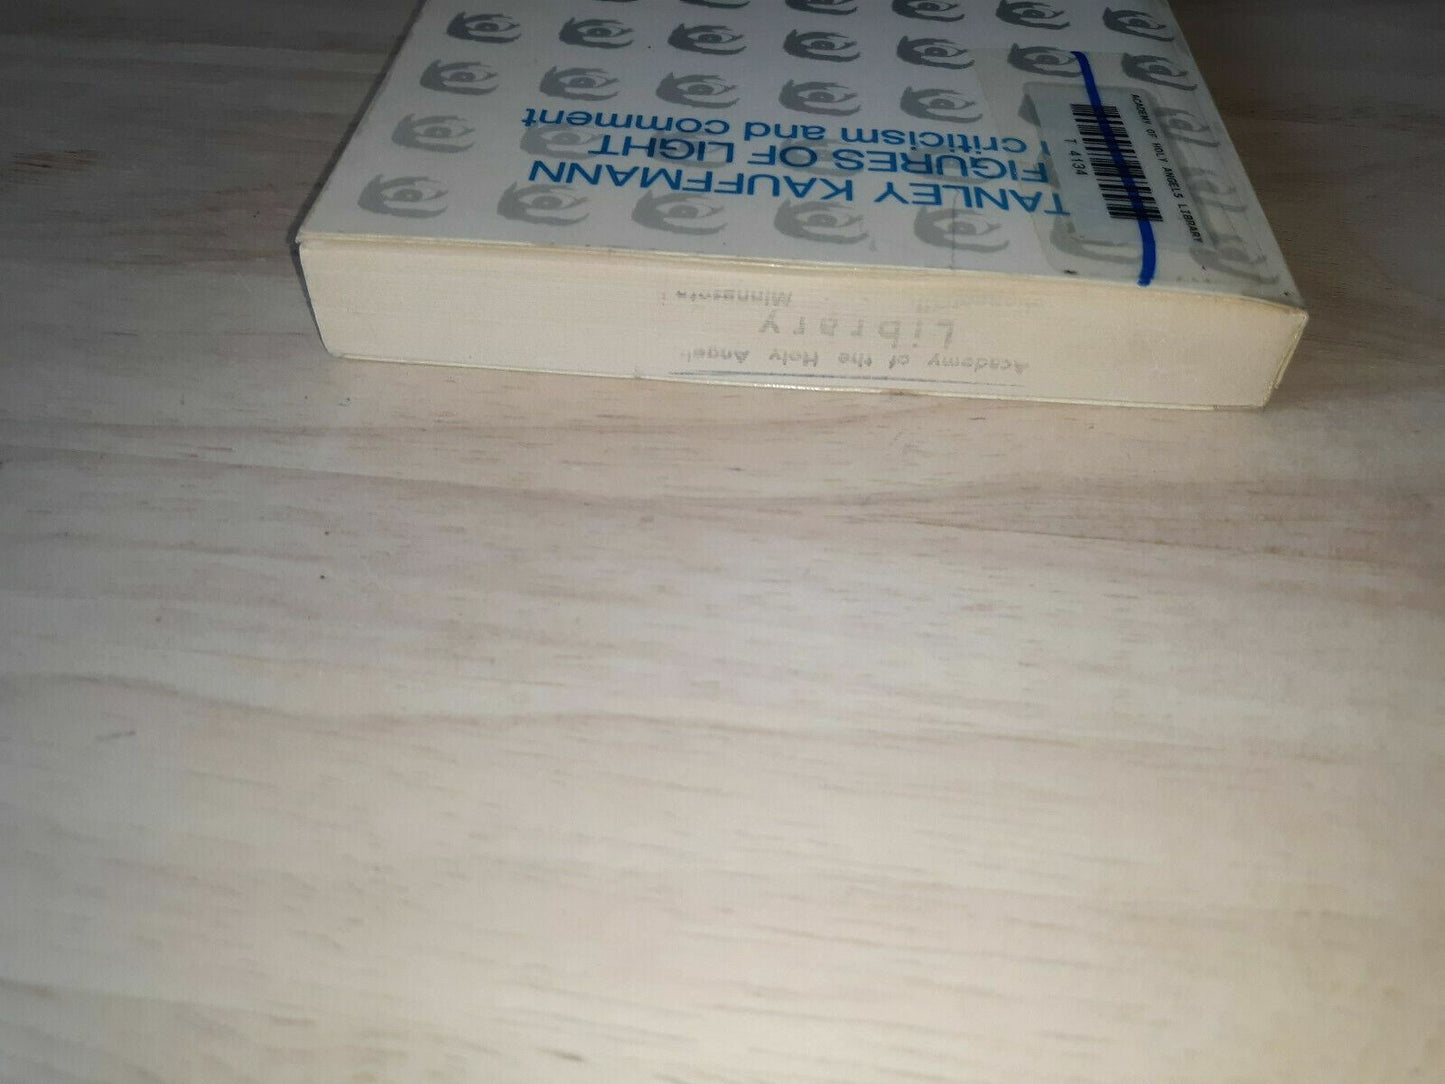 TANLEY KAUFFMANN
FIGURES OF LIGHT
criticism and comment
ACADEMY OF HOLY ANGELS LIBRARY
T 4134
Academy of the Holy Angel
Library
Minnesota